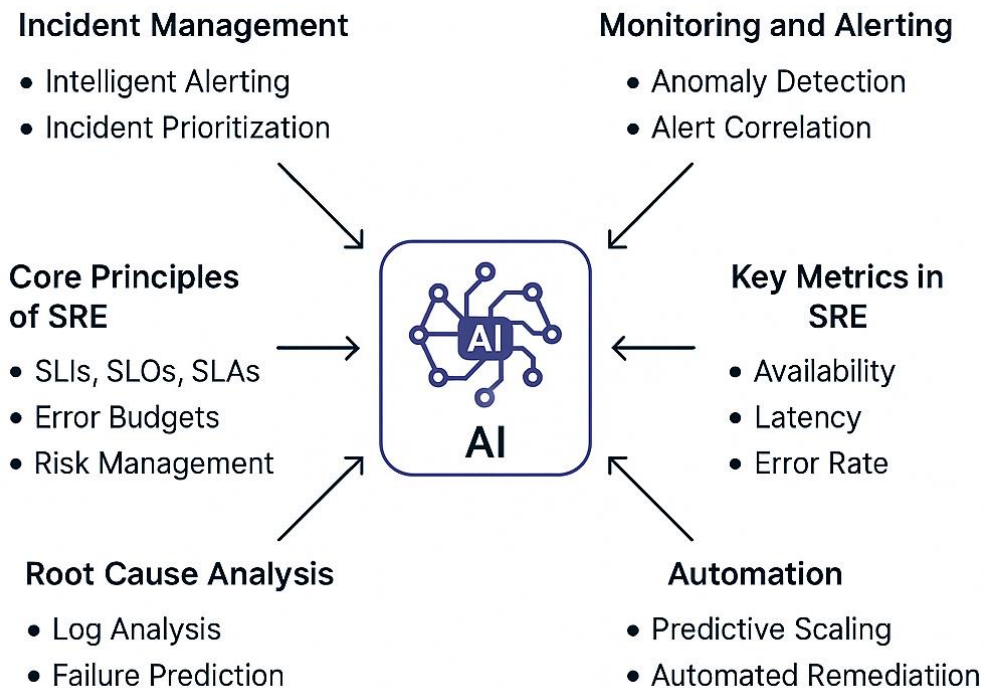 Incident Management
• Intelligent Alerting
• Incident Prioritization
Monitoring and Alerting
• Anomaly Detection
• Alert Correlation
Core Principles
of SRE
• SLIs, SLOs, SLAs
• Error Budgets
• Risk Management
AI
AI
Key Metrics in
SRE
• Availability
• Latency
• Error Rate
Root Cause Analysis
• Log Analysis
• Failure Prediction
Automation
• Predictive Scaling
• Automated Remediatiion